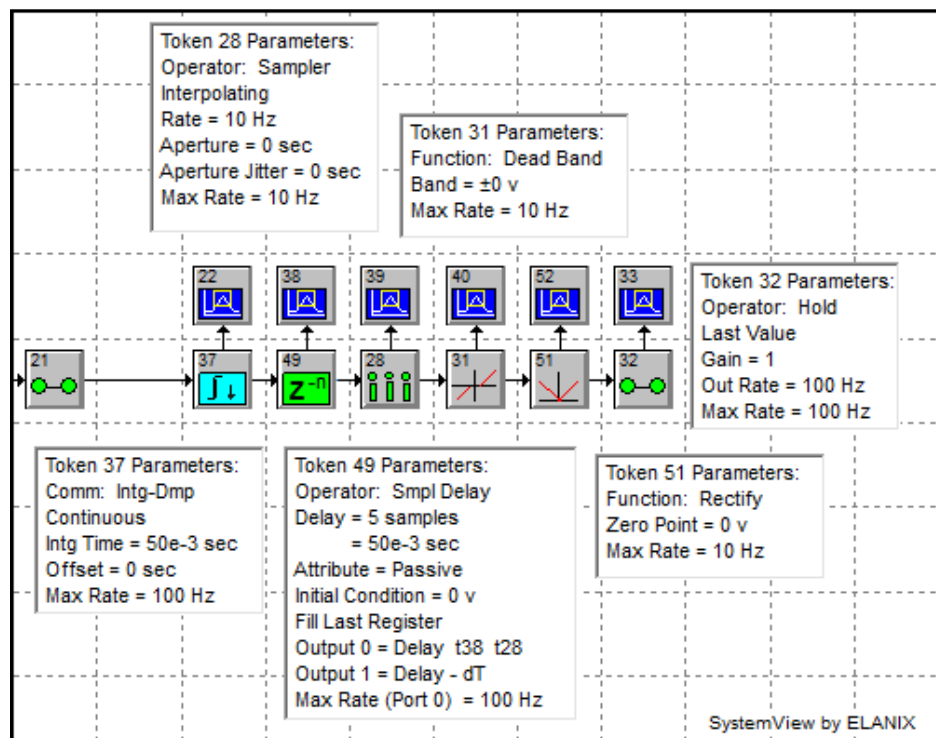 Token 28 Parameters:
Operator: Sampler
Interpolating
Rate = 10 Hz
Aperture = 0 sec
Aperture Jitter = 0 sec
Max Rate = 10 Hz
Token 31 Parameters:
Function: Dead Band
Band = ±0 v
Max Rate = 10 Hz
22
38
39
40
52
33
Token 32 Parameters:
Operator: Hold
Last Value
Gain = 1
Out Rate = 100 Hz
Max Rate = 100 Hz
21
37
49
z⁻ⁿ
28
31
51
32
Token 37 Parameters:
Comm: Intg-Dmp
Continuous
Intg Time = 50e-3 sec
Offset = 0 sec
Max Rate = 100 Hz
Token 49 Parameters:
Operator: Smpl Delay
Delay = 5 samples
= 50e-3 sec
Attribute = Passive
Initial Condition = 0 v
Fill Last Register
Output 0 = Delay t38 t28
Output 1 = Delay - dT
Max Rate (Port 0) = 100 Hz
Token 51 Parameters:
Function: Rectify
Zero Point = 0 v
Max Rate = 10 Hz
SystemView by ELANIX